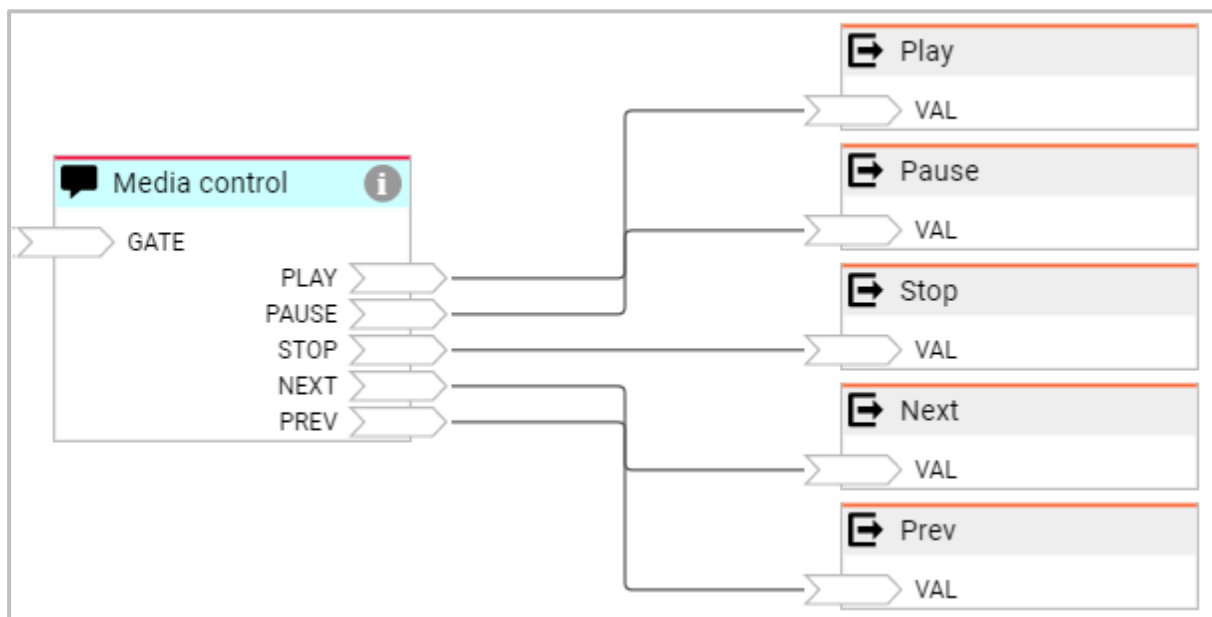 Media control
GATE
PLAY
PAUSE
STOP
NEXT
PREV
Play
VAL
Pause
VAL
Stop
VAL
Next
VAL
Prev
VAL